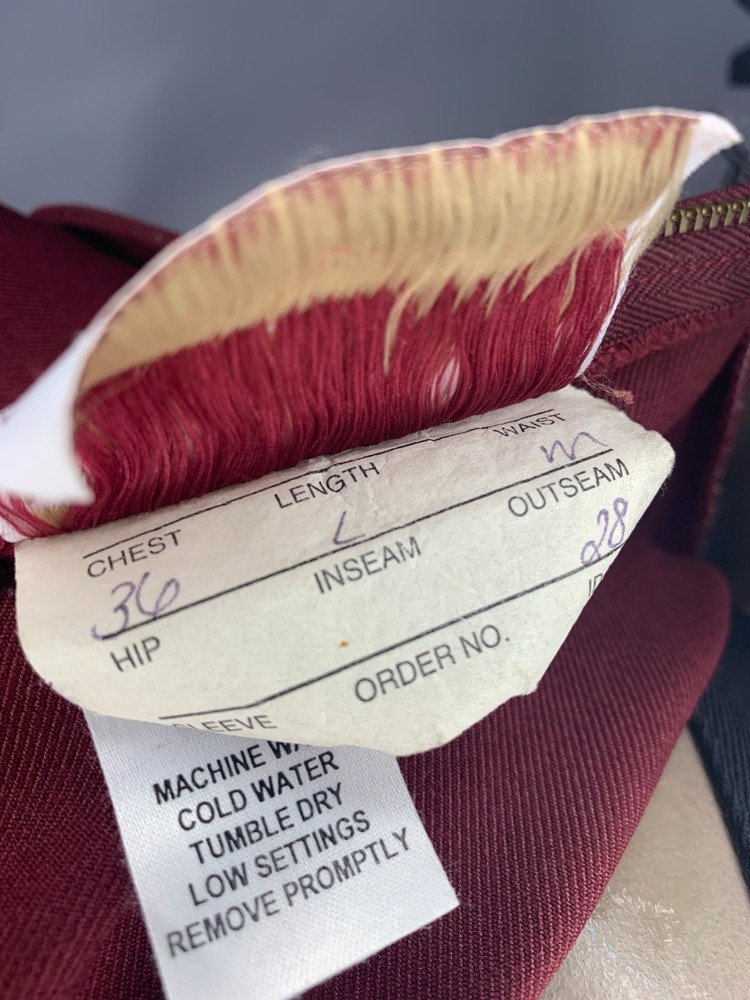 CHEST LENGTH WAIST
36 L m
HIP INSEAM OUTSEAM
28
SLEEVE ORDER NO.
MACHINE
COLD WATER
TUMBLE DRY
LOW SETTINGS
REMOVE PROMPTLY